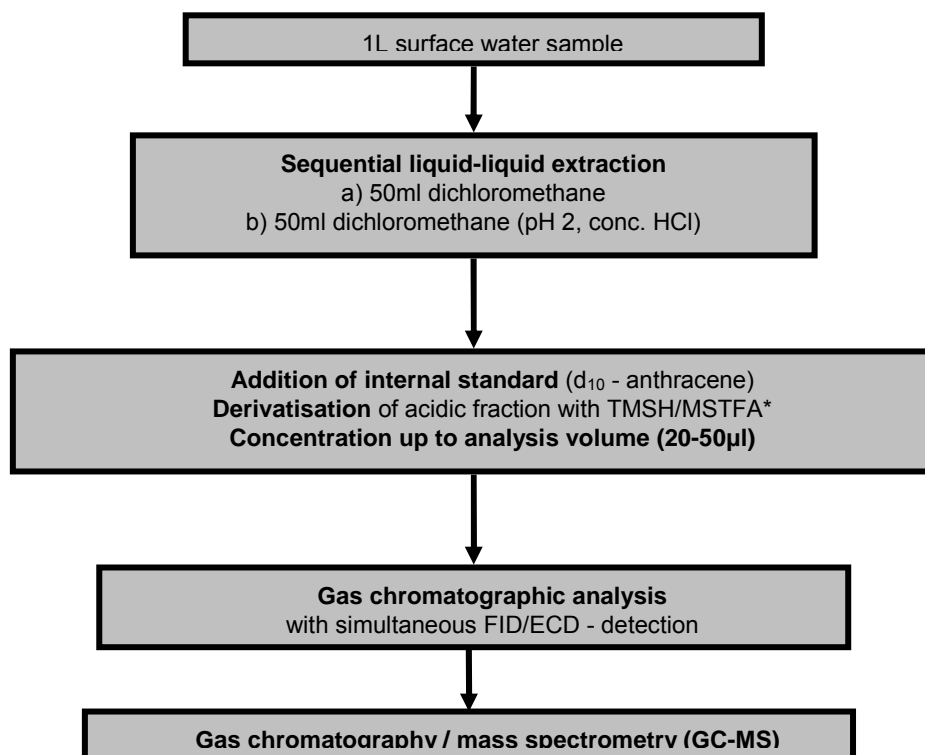 1L surface water sample
Sequential liquid-liquid extraction
a) 50ml dichloromethane
b) 50ml dichloromethane (pH 2, conc. HCl)
Addition of internal standard (d₁₀ - anthracene)
Derivatisation of acidic fraction with TMSH/MSTFA*
Concentration up to analysis volume (20-50µl)
Gas chromatographic analysis
with simultaneous FID/ECD - detection
Gas chromatography / mass spectrometry (GC-MS)